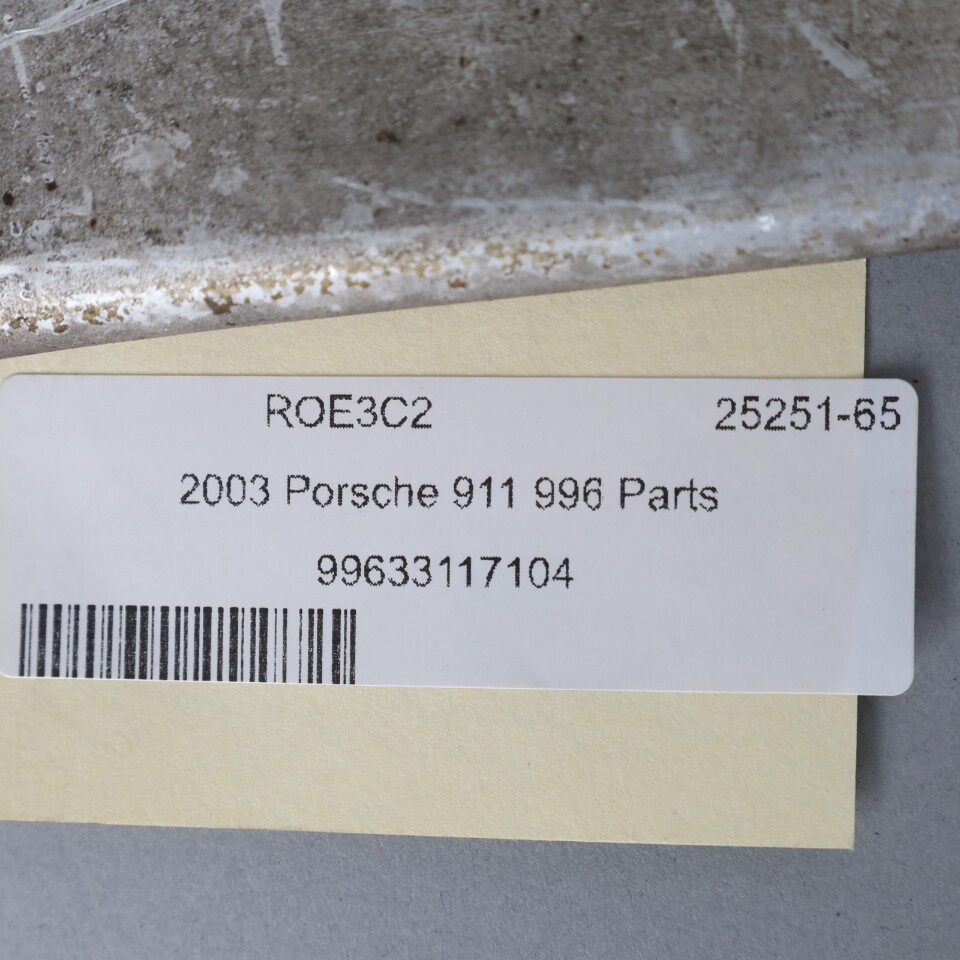 ROE3C2 25251-65
2003 Porsche 911 996 Parts
99633117104